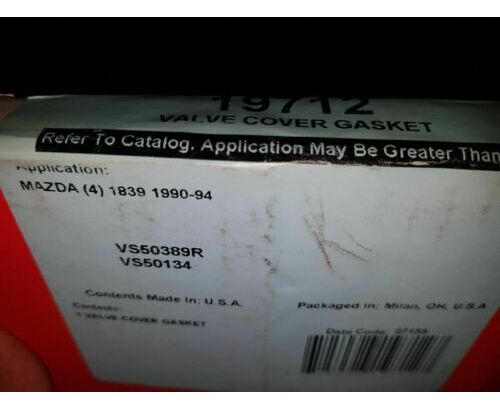 19712
VALVE COVER GASKET
Refer To Catalog. Application May Be Greater Than
Application:
MAZDA (4) 1839 1990-94
VS50389R
VS50134
Contents Made In: U.S.A.
Contents:
1 VALVE COVER GASKET
Packaged in: Milan, OH, U.S.A
Date Code: